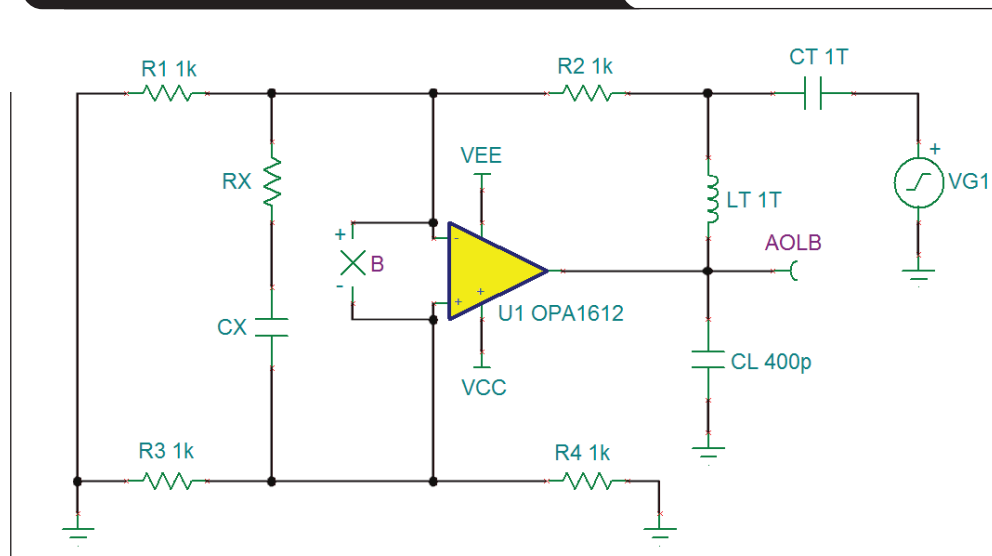 CT 1T
R1 1k
R2 1k
VEE
RX
+
VG1
LT 1T
+
B
-
-
+
+
AOLB
U1 OPA1612
CX
CL 400p
VCC
R3 1k
R4 1k